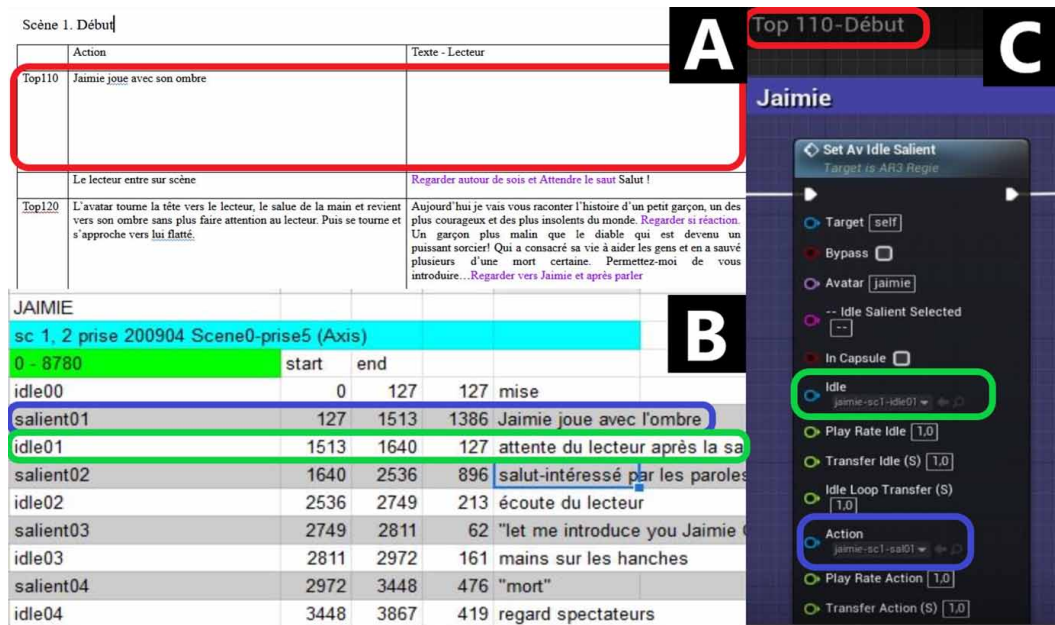 Scène 1. Début
A
Action
Texte - Lecteur
Top110
Jaimie joue avec son ombre
Le lecteur entre sur scène
Regarder autour de sois et Attendre le saut Salut !
Top120
L'avatar tourne la tête vers le lecteur, le salue de la main et revient
vers son ombre sans plus faire attention au lecteur. Puis se tourne et
s'approche vers lui flatté.
Aujourd'hui je vais vous raconter l'histoire d'un petit garçon, un des
plus courageux et des plus insolents du monde. Regarder si réaction.
Un garçon plus malin que le diable qui est devenu un
puissant sorcier! Qui a consacré sa vie à aider les gens et en a sauvé
plusieurs d'une mort certaine. Permettez-moi de vous
introduire…Regarder vers Jaimie et après parler
JAIMIE
B
sc 1, 2 prise 200904 Scene0-prise5 (Axis)
0 - 8780 start end
idle00 0 127 127 mise
salient01 127 1513 1386 Jaimie joue avec l'ombre
idle01 1513 1640 127 attente du lecteur après la sa
salient02 1640 2536 896 salut-intéressé par les paroles
idle02 2536 2749 213 écoute du lecteur
salient03 2749 2811 62 "let me introduce you Jaimie
idle03 2811 2972 161 mains sur les hanches
salient04 2972 3448 476 "mort"
idle04 3448 3867 419 regard spectateurs
Top 110-Début
C
Jaimie
Set Av Idle Salient
Target is AR3 Regie
Target self
Bypass
Avatar jaimie
-- Idle Salient Selected
--
In Capsule
Idle
jaimie-sc1-idle01
Play Rate Idle 1,0
Transfer Idle (S) 1,0
Idle Loop Transfer (S)
1,0
Action
jaimie-sc1-sal01
Play Rate Action 1,0
Transfer Action (S) 1,0